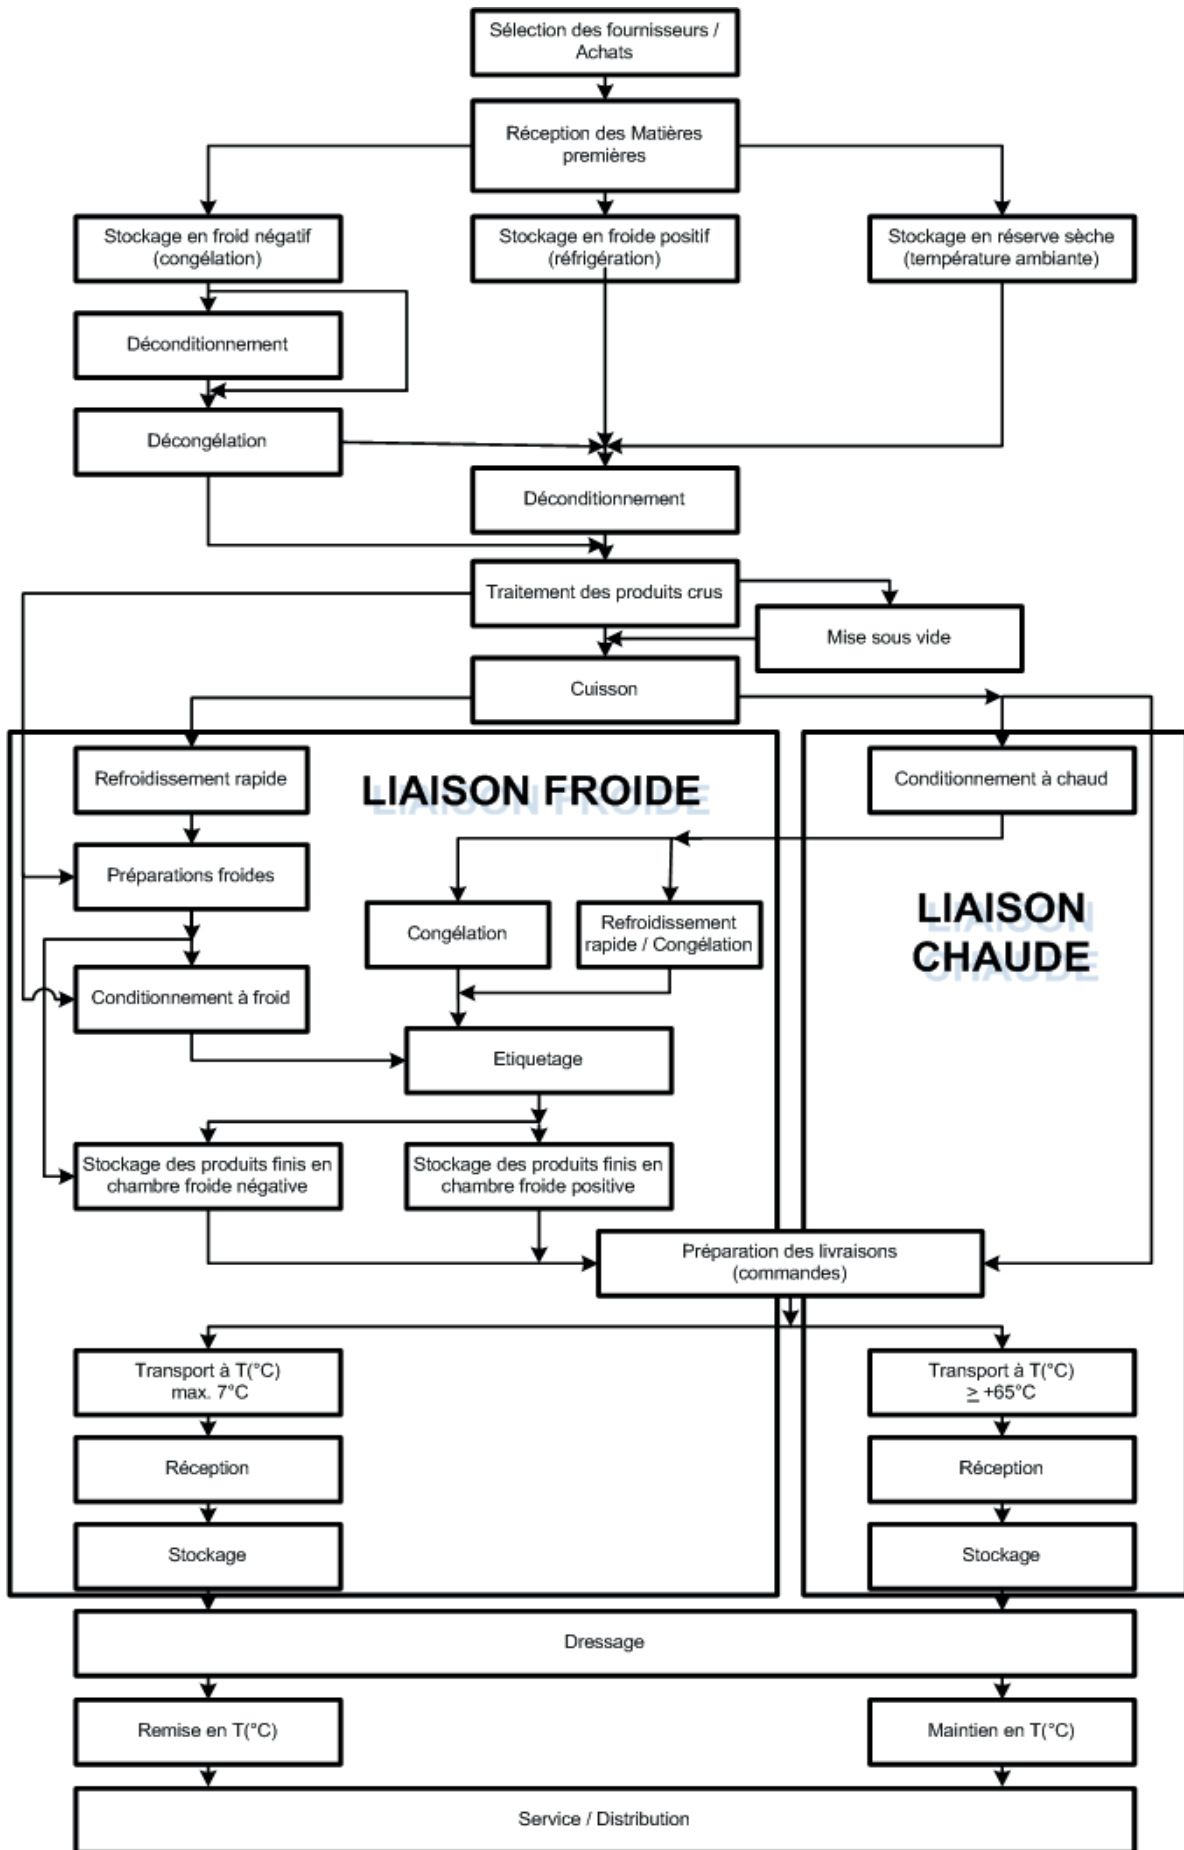 Sélection des fournisseurs /
Achats
Réception des Matières
premières
Stockage en froid négatif
(congélation)
Stockage en froide positif
(réfrigération)
Stockage en réserve sèche
(température ambiante)
Déconditionnement
Décongélation
Déconditionnement
Traitement des produits crus
Mise sous vide
Cuisson
Refroidissement rapide
LIAISON FROIDE
Conditionnement à chaud
Préparations froides
Congélation
Refroidissement
rapide / Congélation
LIAISON
CHAUDE
Conditionnement à froid
Etiquetage
Stockage des produits finis en
chambre froide négative
Stockage des produits finis en
chambre froide positive
Préparation des livraisons
(commandes)
Transport à T(°C)
max. 7°C
Transport à T(°C)
≥ +65°C
Réception
Réception
Stockage
Stockage
Dressage
Remise en T(°C)
Maintien en T(°C)
Service / Distribution